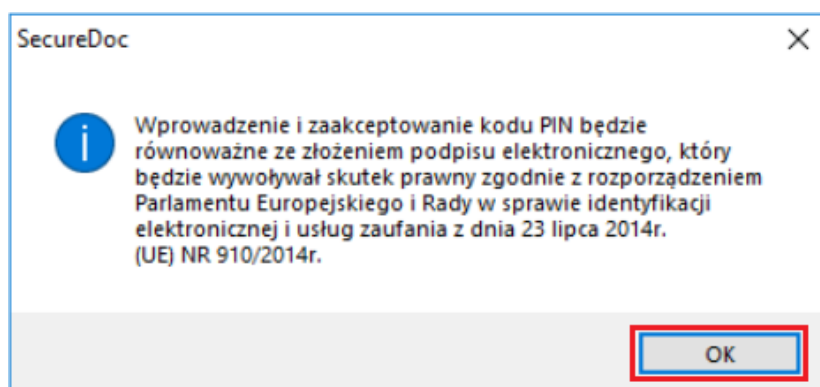 SecureDoc
Wprowadzenie i zaakceptowanie kodu PIN będzie
równoważne ze złożeniem podpisu elektronicznego, który
będzie wywoływał skutek prawny zgodnie z rozporządzeniem
Parlamentu Europejskiego i Rady w sprawie identyfikacji
elektronicznej i usług zaufania z dnia 23 lipca 2014r.
(UE) NR 910/2014r.
OK